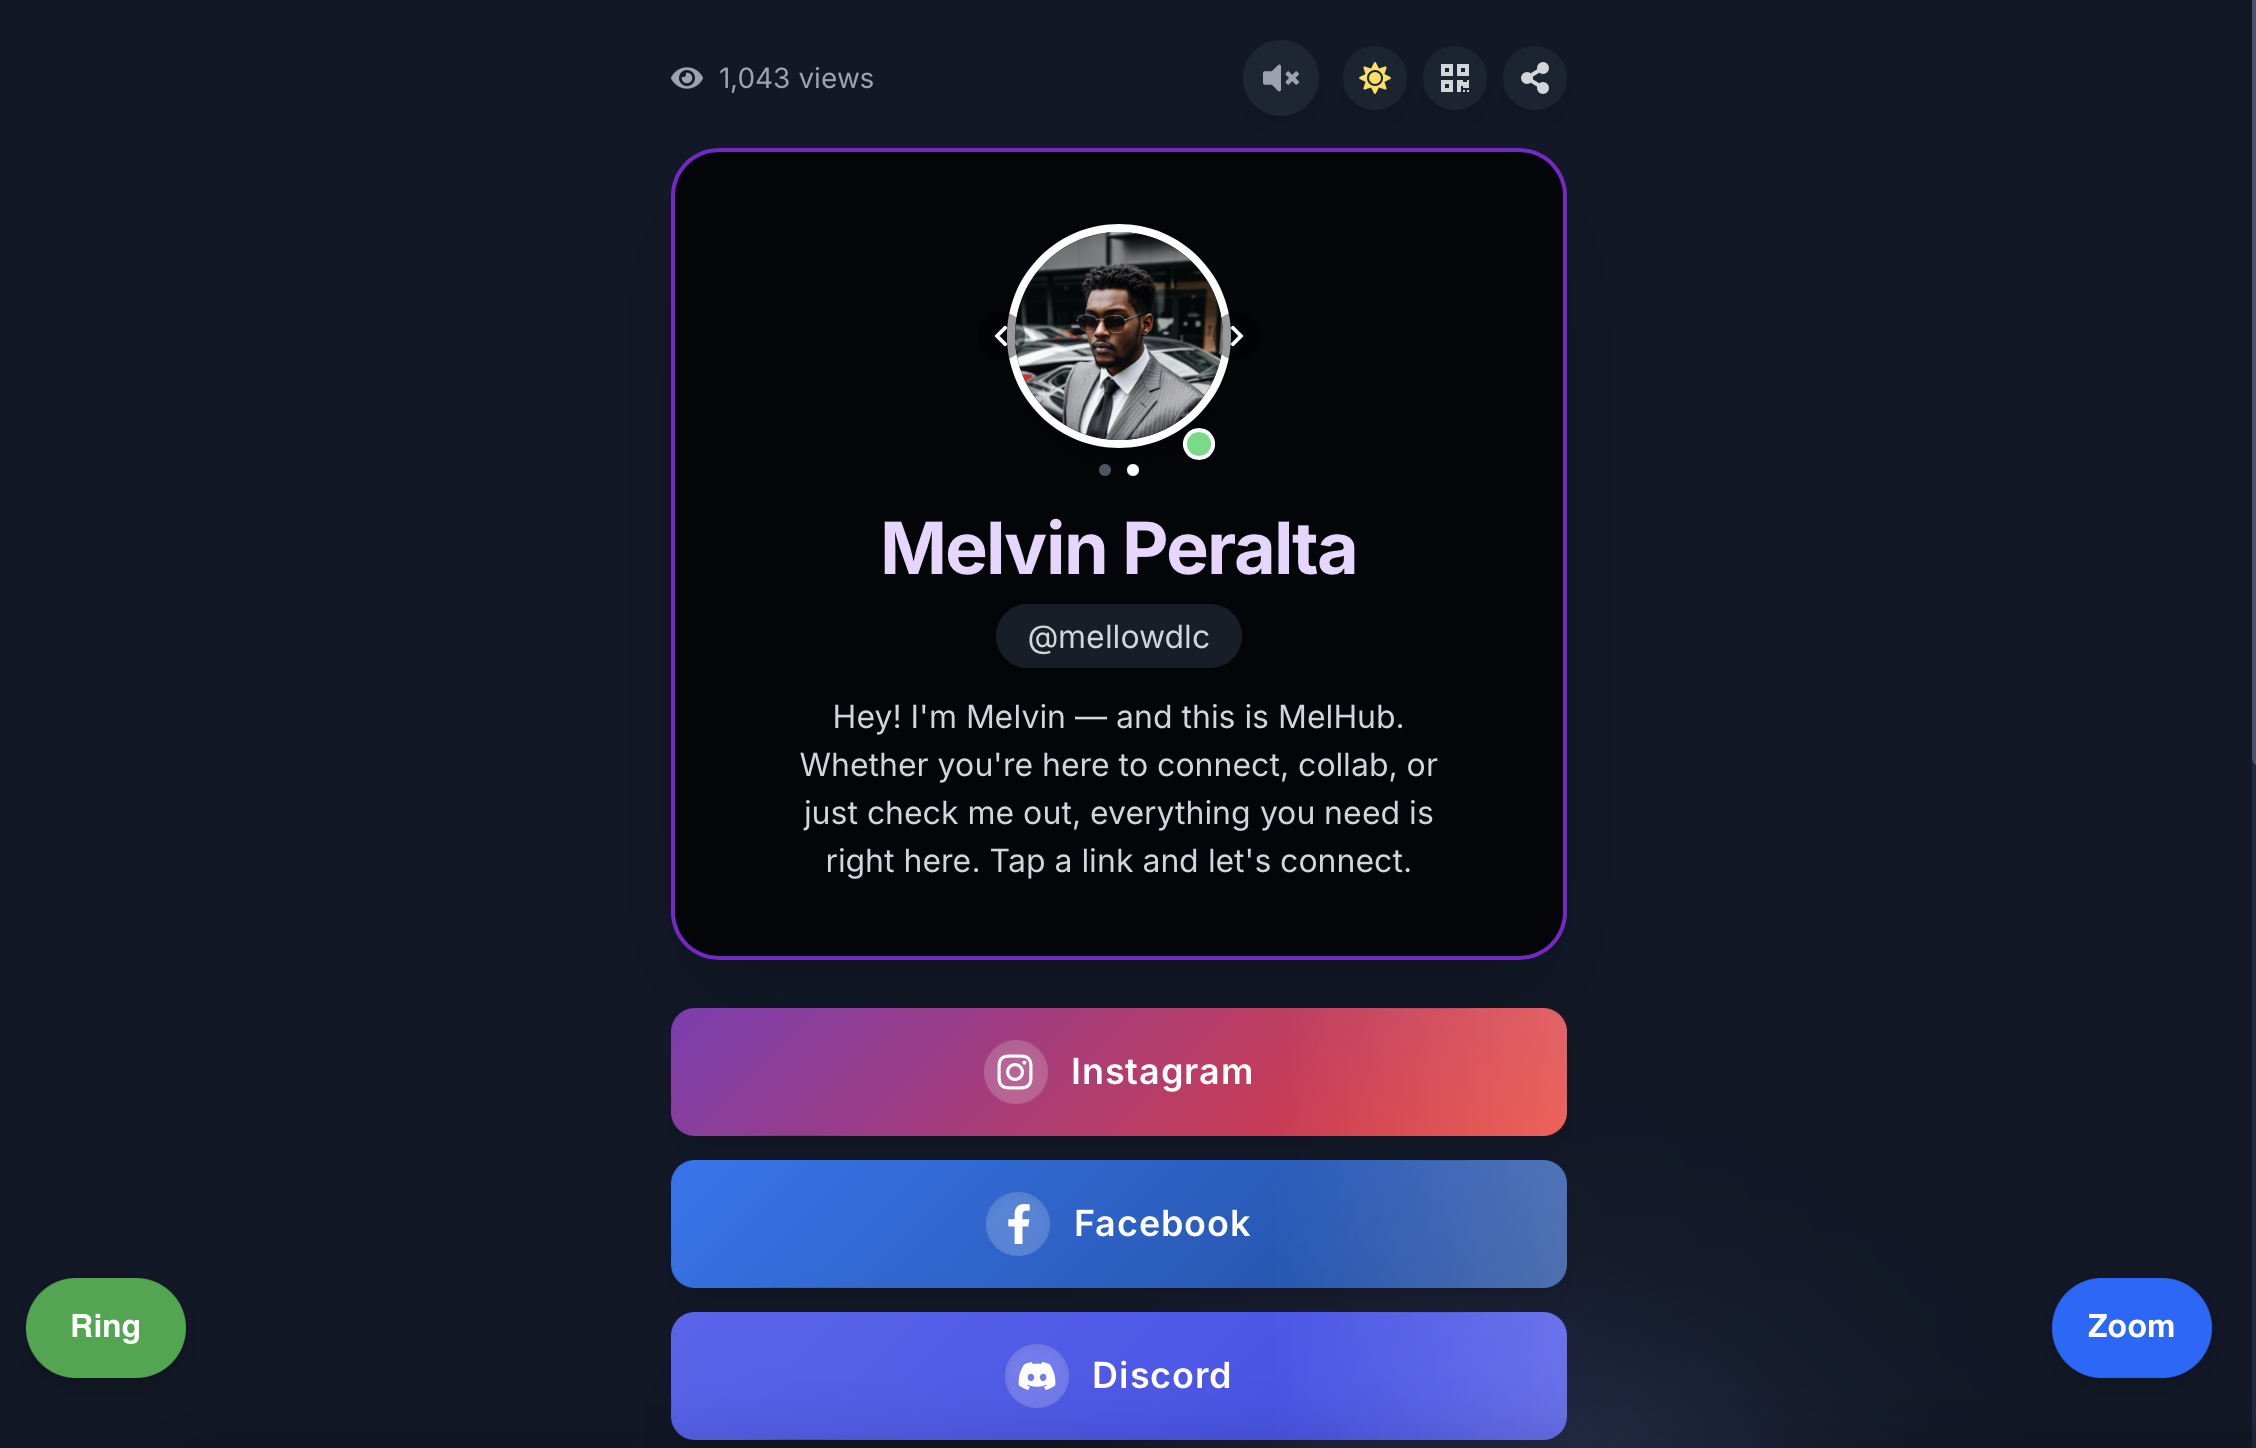 1,043 views
Melvin Peralta
@mellowdlc
Hey! I'm Melvin — and this is MelHub.
Whether you're here to connect, collab, or
just check me out, everything you need is
right here. Tap a link and let's connect.
Instagram
Facebook
Discord
Ring
Zoom